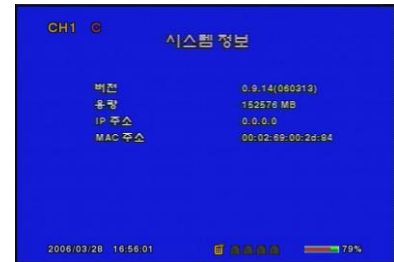 CH1 C
시스템 정보
버전 0.9.14(060313)
용량 152576 MB
IP 주소 0.0.0.0
MAC 주소 00:02:69:00:2d:84
2006/03/28 16:56:01 79%